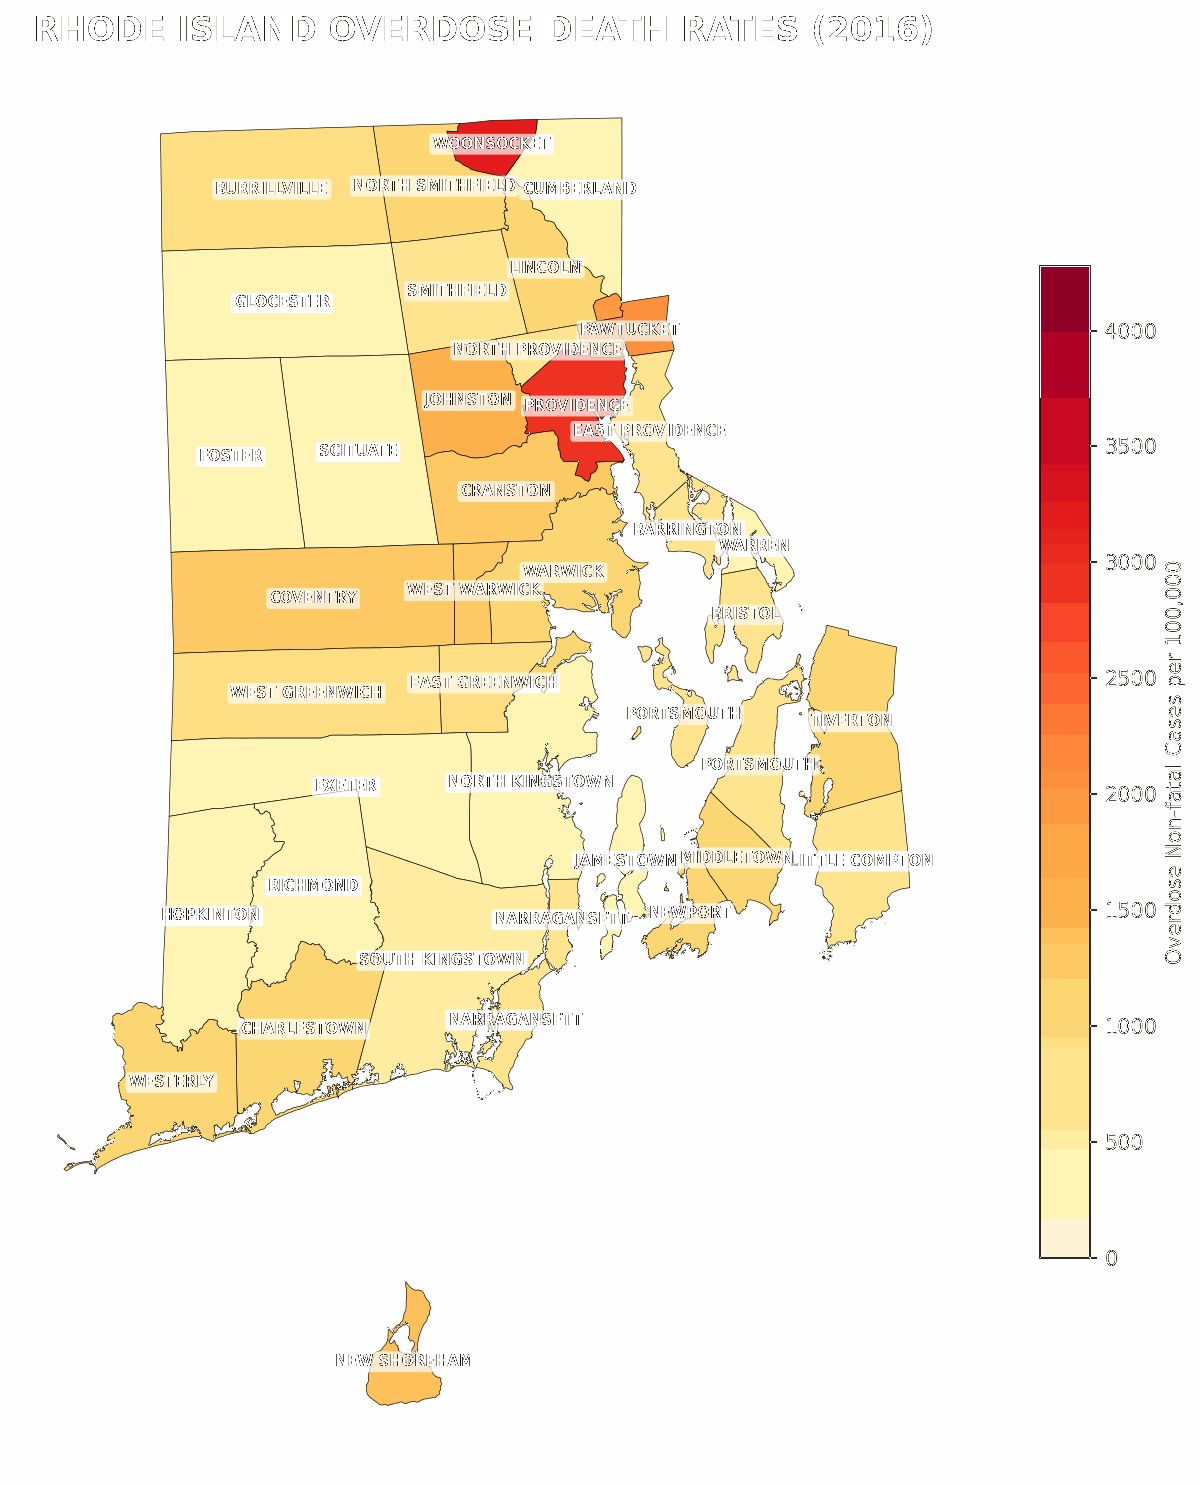 RHODE ISLAND OVERDOSE DEATH RATES (2016)
WOONSOCKET
BURRILLVILLE
NORTH SMITHFIELD
CUMBERLAND
LINCOLN
SMITHFIELD
GLOCESTER
PAWTUCKET
NORTH PROVIDENCE
JOHNSTON
PROVIDENCE
EAST PROVIDENCE
FOSTER
SCITUATE
CRANSTON
BARRINGTON
WARREN
WARWICK
WEST WARWICK
COVENTRY
BRISTOL
EAST GREENWICH
WEST GREENWICH
PORTSMOUTH
TIVERTON
PORTSMOUTH
EXETER
NORTH KINGSTOWN
JAMESTOWN
MIDDLETOWN
LITTLE COMPTON
RICHMOND
HOPKINTON
NARRAGANSETT
NEWPORT
SOUTH KINGSTOWN
NARRAGANSETT
CHARLESTOWN
WESTERLY
NEW SHOREHAM
4000
3500
3000
2500
2000
1500
1000
500
0
Overdose Non-fatal Cases per 100,000